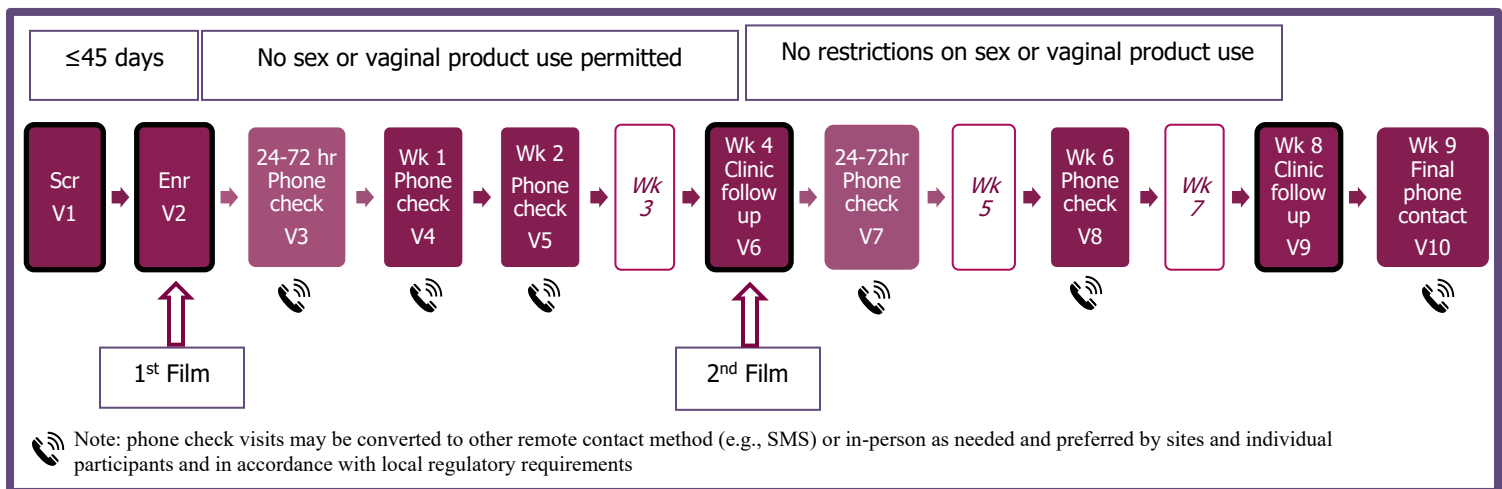 ≤45 days
No sex or vaginal product use permitted
No restrictions on sex or vaginal product use
Scr
V1
Enr
V2
24-72 hr
Phone
check
V3
Wk 1
Phone
check
V4
Wk 2
Phone
check
V5
Wk
3
Wk 4
Clinic
follow
up
V6
24-72hr
Phone
check
V7
Wk
5
Wk 6
Phone
check
V8
Wk
7
Wk 8
Clinic
follow
up
V9
Wk 9
Final
phone
contact
V10
1st Film
2nd Film
Note: phone check visits may be converted to other remote contact method (e.g., SMS) or in-person as needed and preferred by sites and individual
participants and in accordance with local regulatory requirements